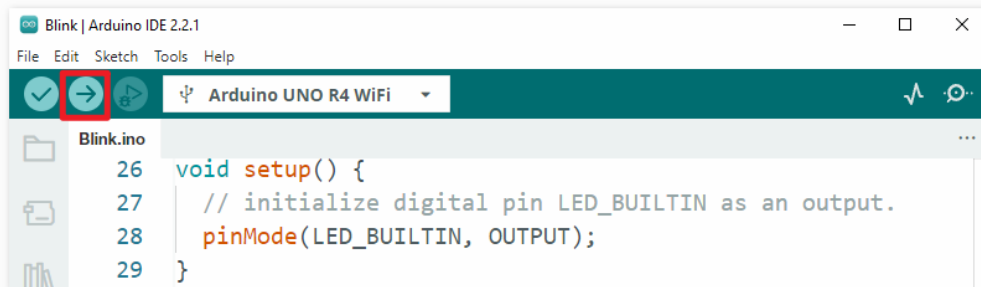 Blink | Arduino IDE 2.2.1
File Edit Sketch Tools Help
Arduino UNO R4 WiFi
Blink.ino
26 void setup() {
27 // initialize digital pin LED_BUILTIN as an output.
28 pinMode(LED_BUILTIN, OUTPUT);
29 }